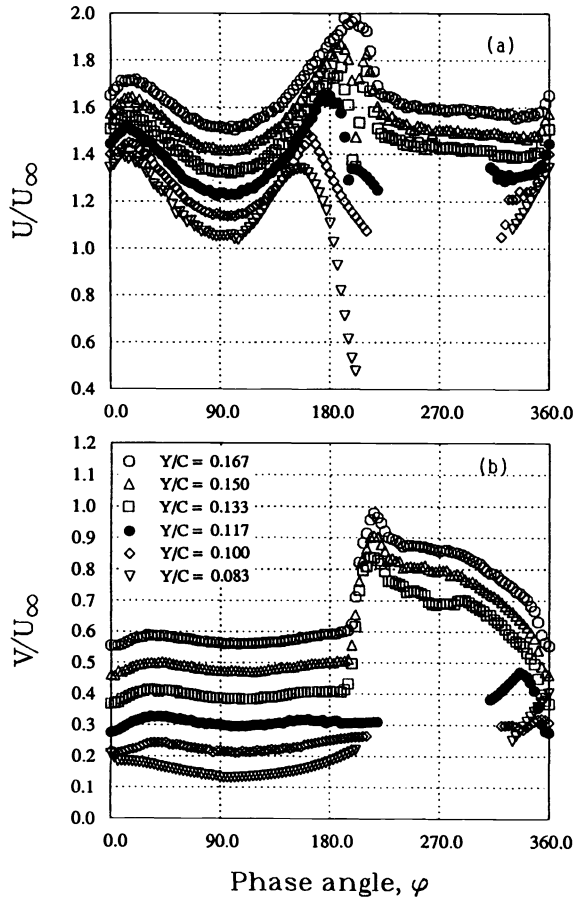 2.0
(a)
1.8
1.6
1.4
U/U∞
1.2
1.0
0.8
0.6
0.4
0.0 90.0 180.0 270.0 360.0
1.2
(b)
1.1
1.0
0.9
0.8
0.7
V/U∞
0.6
0.5
0.4
0.3
0.2
0.1
0.0
Y/C = 0.167
Y/C = 0.150
Y/C = 0.133
Y/C = 0.117
Y/C = 0.100
Y/C = 0.083
0.0 90.0 180.0 270.0 360.0
Phase angle, φ